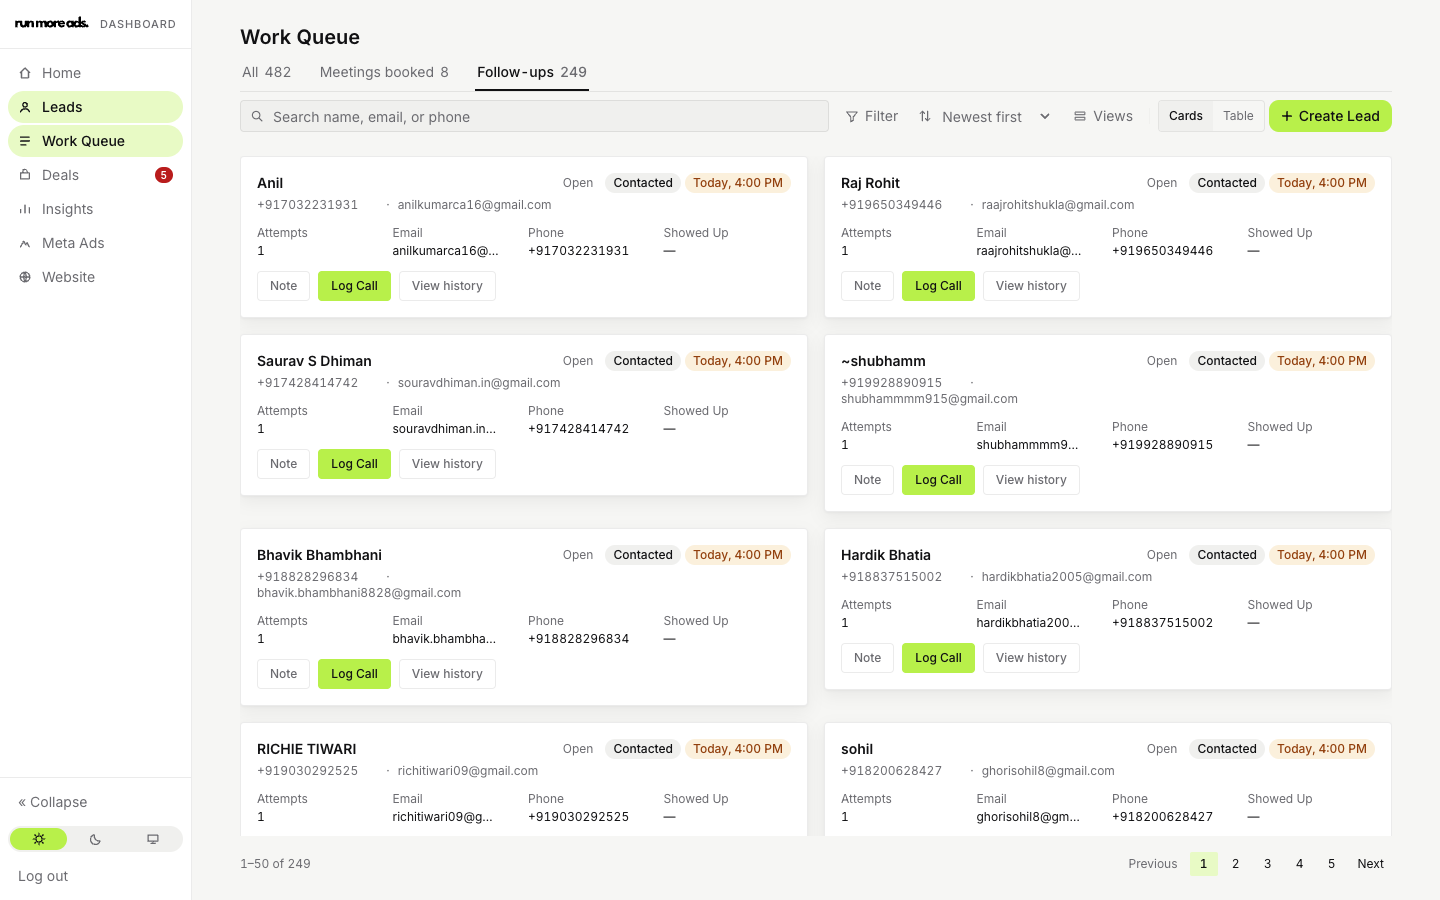 run more ads. DASHBOARD
Home
Leads
Work Queue
Deals 5
Insights
Meta Ads
Website
« Collapse
Log out
Work Queue
All 482 Meetings booked 8 Follow-ups 249
Search name, email, or phone Filter Newest first Views Cards Table + Create Lead
Anil Open Contacted Today, 4:00 PM
+917032231931 · anilkumarca16@gmail.com
Attempts Email Phone Showed Up
1 anilkumarca16@... +917032231931 —
Note Log Call View history
Raj Rohit Open Contacted Today, 4:00 PM
+919650349446 · raajrohitshukla@gmail.com
Attempts Email Phone Showed Up
1 raajrohitshukla@... +919650349446 —
Note Log Call View history
Saurav S Dhiman Open Contacted Today, 4:00 PM
+917428414742 · souravdhiman.in@gmail.com
Attempts Email Phone Showed Up
1 souravdhiman.in... +917428414742 —
Note Log Call View history
~shubhamm Open Contacted Today, 4:00 PM
+919928890915 ·
shubhammmm915@gmail.com
Attempts Email Phone Showed Up
1 shubhammmm9... +919928890915 —
Note Log Call View history
Bhavik Bhambhani Open Contacted Today, 4:00 PM
+918828296834 ·
bhavik.bhambhani8828@gmail.com
Attempts Email Phone Showed Up
1 bhavik.bhambha... +918828296834 —
Note Log Call View history
Hardik Bhatia Open Contacted Today, 4:00 PM
+918837515002 · hardikbhatia2005@gmail.com
Attempts Email Phone Showed Up
1 hardikbhatia200... +918837515002 —
Note Log Call View history
RICHIE TIWARI Open Contacted Today, 4:00 PM
+919030292525 · richitiwari09@gmail.com
Attempts Email Phone Showed Up
1 richitiwari09@g... +919030292525 —
sohil Open Contacted Today, 4:00 PM
+918200628427 · ghorisohil8@gmail.com
Attempts Email Phone Showed Up
1 ghorisohil8@gm... +918200628427 —
1–50 of 249 Previous 1 2 3 4 5 Next